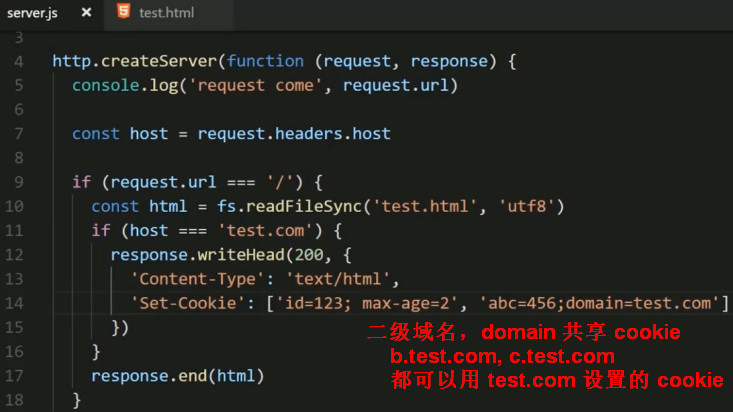 server.js × test.html
3
4 http.createServer(function (request, response) {
5 console.log('request come', request.url)
6
7 const host = request.headers.host
8
9 if (request.url === '/') {
10 const html = fs.readFileSync('test.html', 'utf8')
11 if (host === 'test.com') {
12 response.writeHead(200, {
13 'Content-Type': 'text/html',
14 'Set-Cookie': ['id=123; max-age=2', 'abc=456;domain=test.com']
15 })
二级域名，domain 共享 cookie
b.test.com, c.test.com
16 }
17 response.end(html)
都可以用 test.com 设置的 cookie
18 }